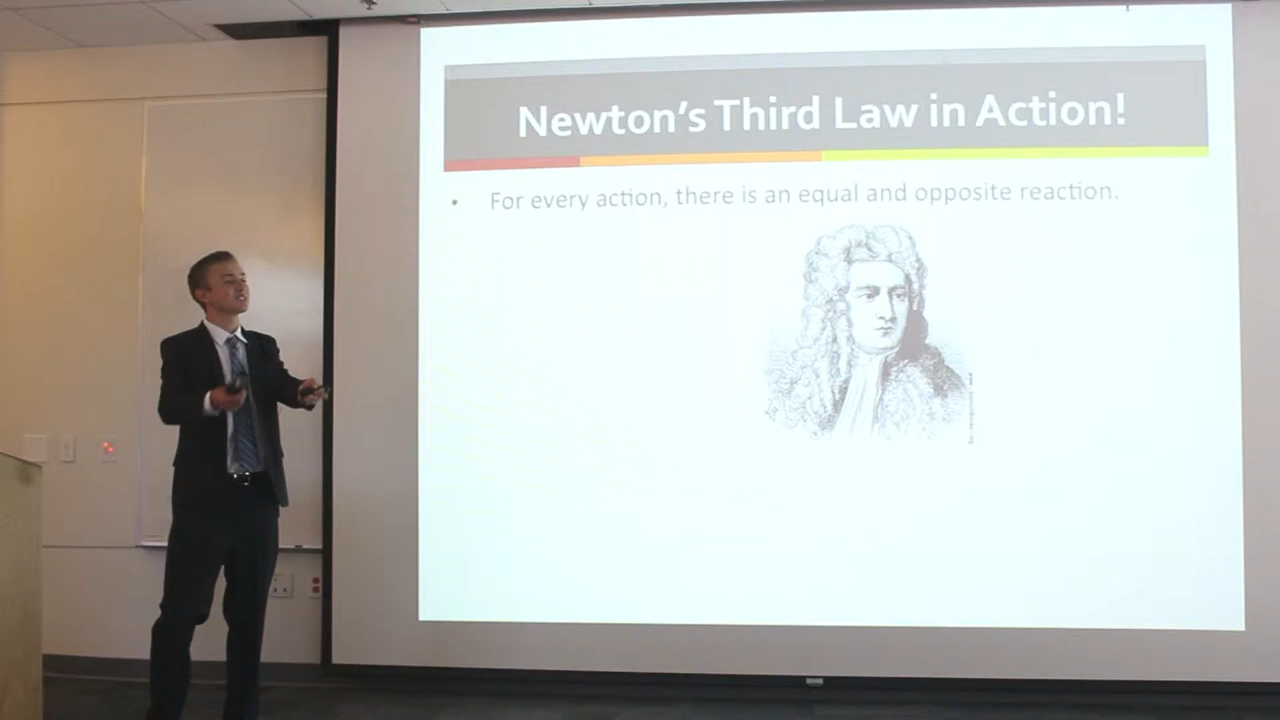 Newton's Third Law in Action!
• For every action, there is an equal and opposite reaction.